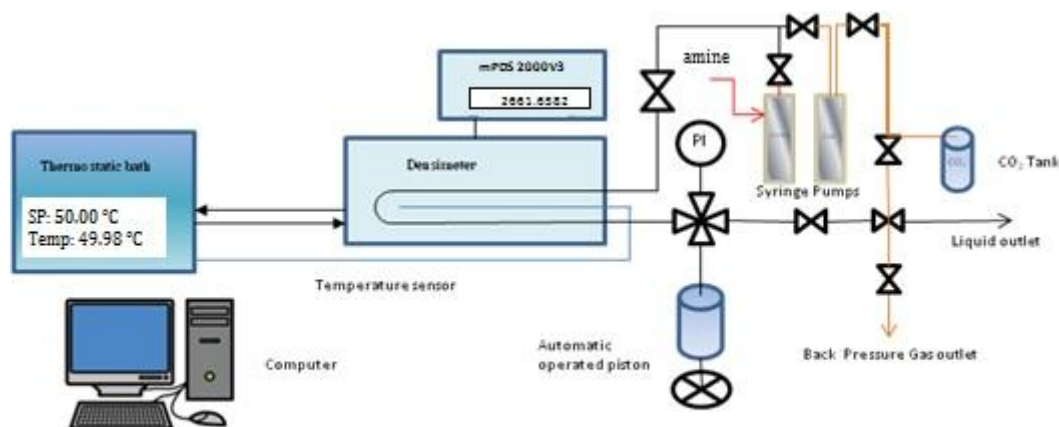 mPDS 2000V3
2661.6582
amine
PI
Thermo static bath
Densimeter
CO₂ Tank
Syringe Pumps
SP: 50.00 °C
Temp: 49.98 °C
Liquid outlet
Temperature sensor
Automatic
operated piston
Back Pressure Gas outlet
Computer